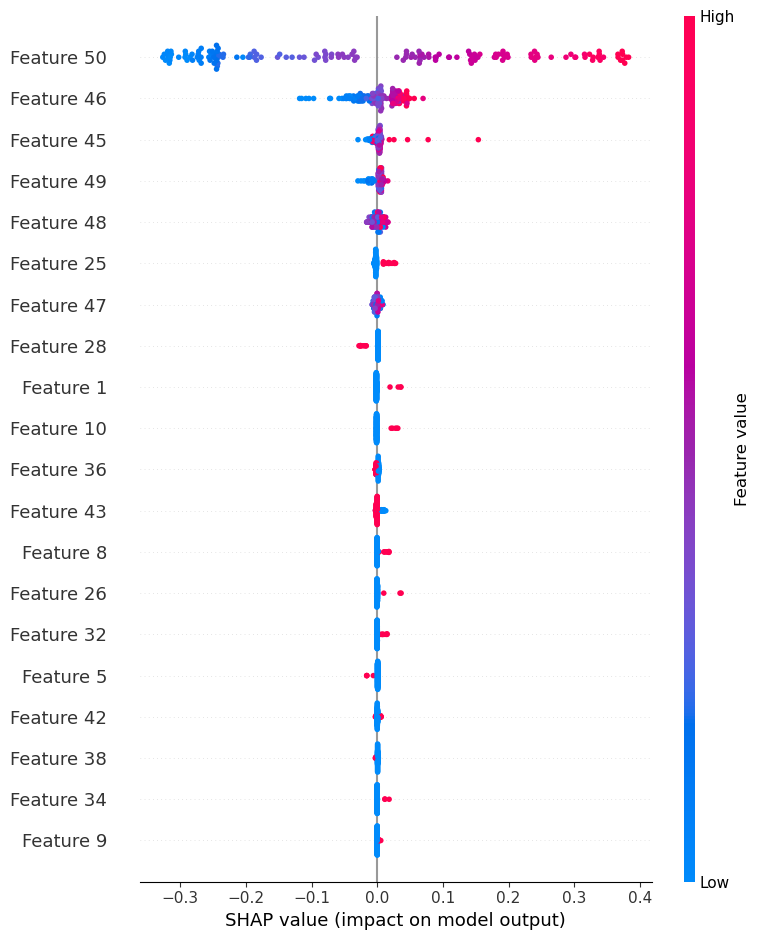 High
Feature 50
Feature 46
Feature 45
Feature 49
Feature 48
Feature 25
Feature 47
Feature 28
Feature 1
Feature 10
Feature 36
Feature 43
Feature 8
Feature 26
Feature 32
Feature 5
Feature 42
Feature 38
Feature 34
Feature 9
Feature value
Low
−0.3 −0.2 −0.1 0.0 0.1 0.2 0.3 0.4
SHAP value (impact on model output)